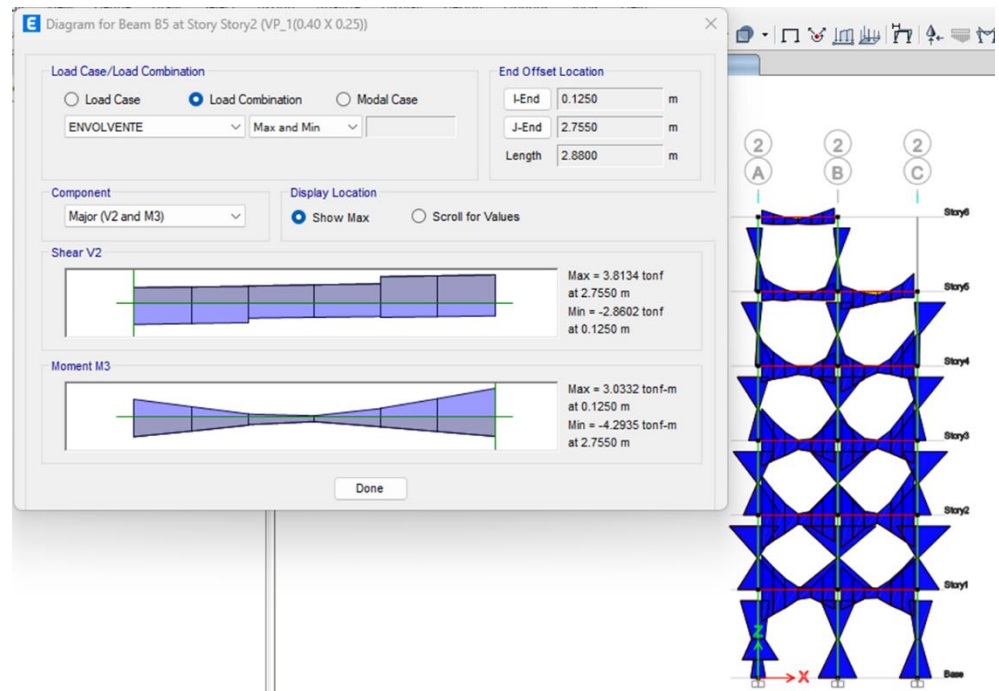 Diagram for Beam B5 at Story Story2 (VP_1(0.40 X 0.25))
Load Case/Load Combination
Load Case
Load Combination
Modal Case
ENVOLVENTE
Max and Min
End Offset Location
I-End
0.1250
m
J-End
2.7550
m
Length
2.8800
m
Component
Major (V2 and M3)
Display Location
Show Max
Scroll for Values
Shear V2
Max = 3.8134 tonf
at 2.7550 m
Min = -2.8602 tonf
at 0.1250 m
Moment M3
Max = 3.0332 tonf-m
at 0.1250 m
Min = -4.2935 tonf-m
at 2.7550 m
Done
2
2
2
A
B
C
Story6
Story5
Story4
Story3
Story2
Story1
Z
X
Base